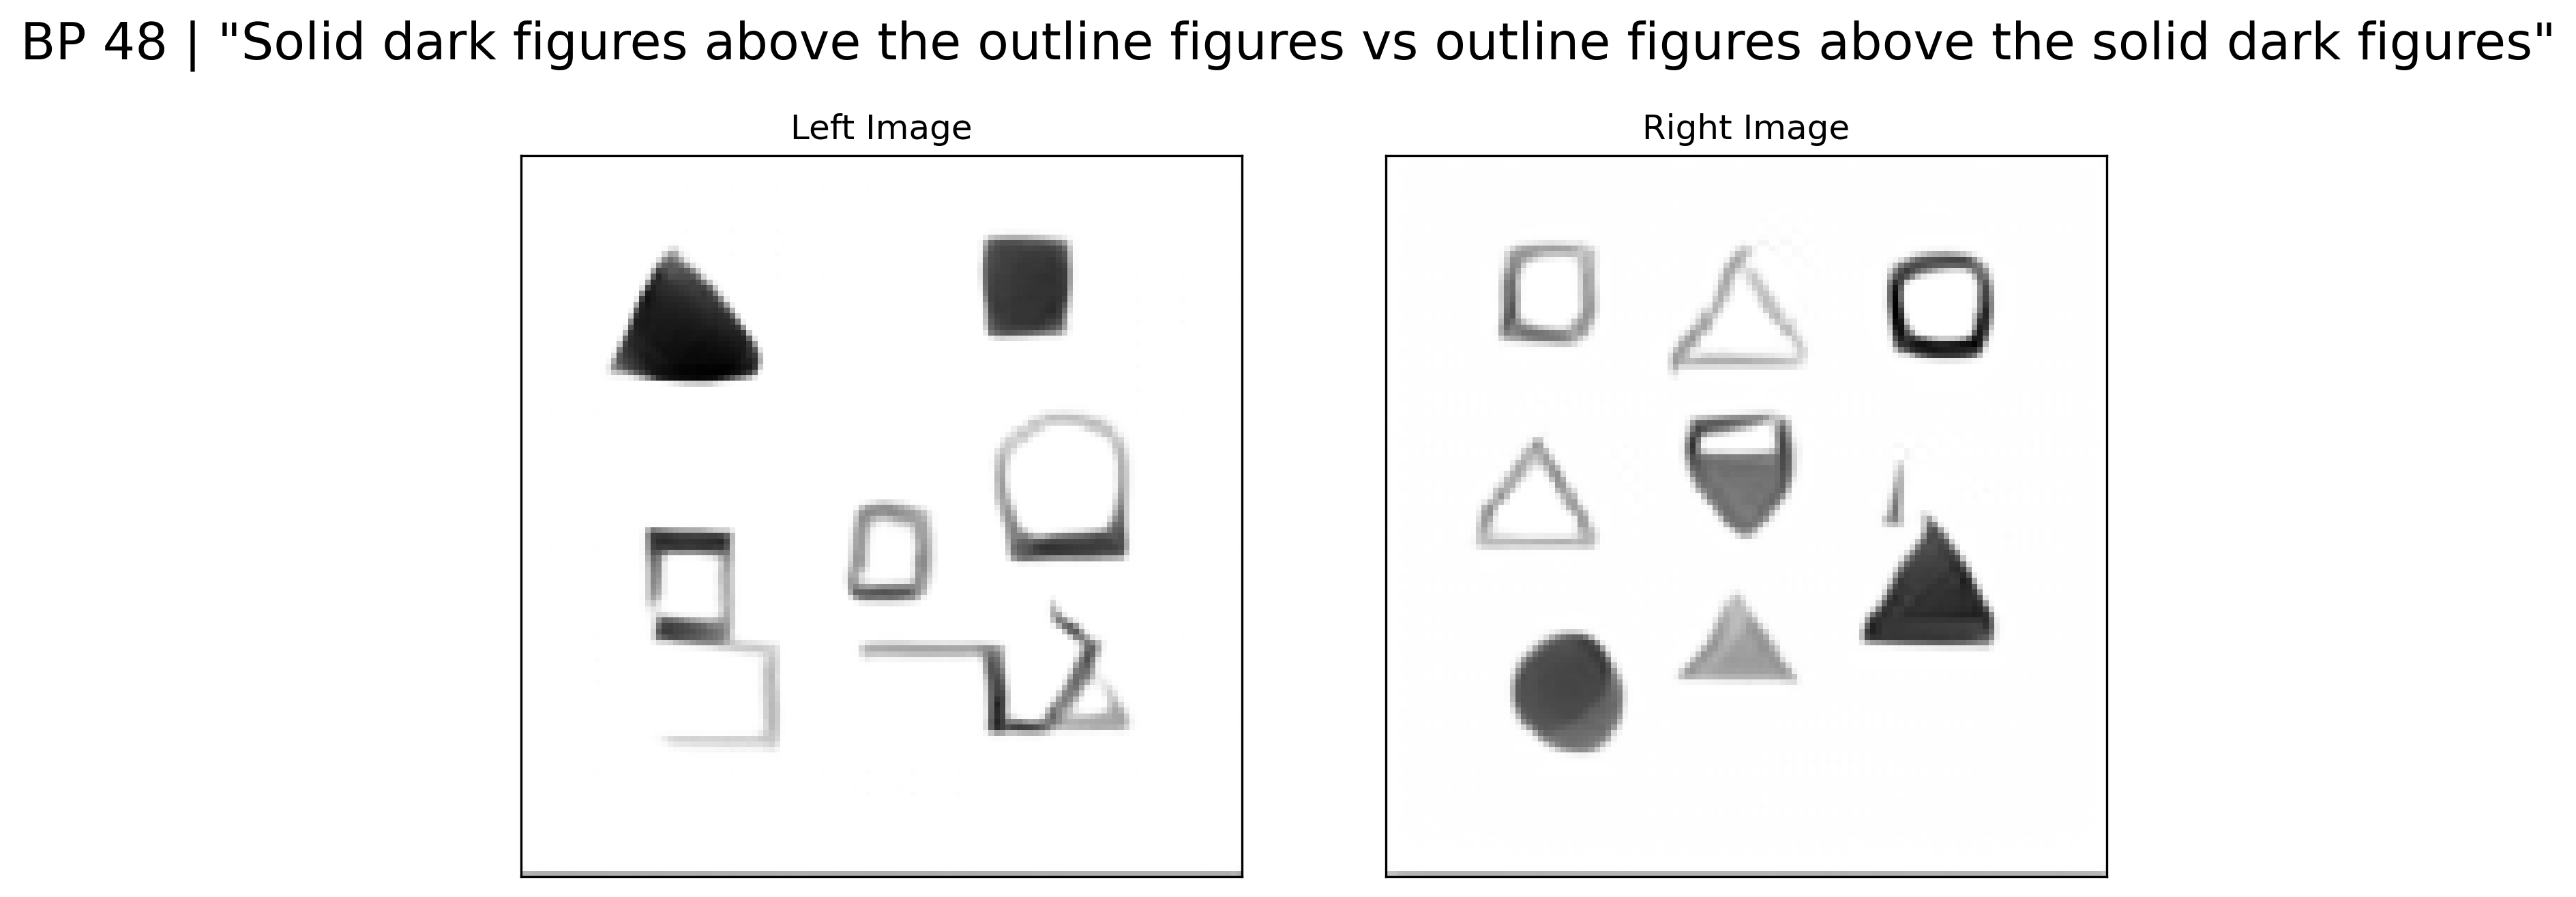 BP 48 | "Solid dark figures above the outline figures vs outline figures above the solid dark figures"
Left Image
Right Image